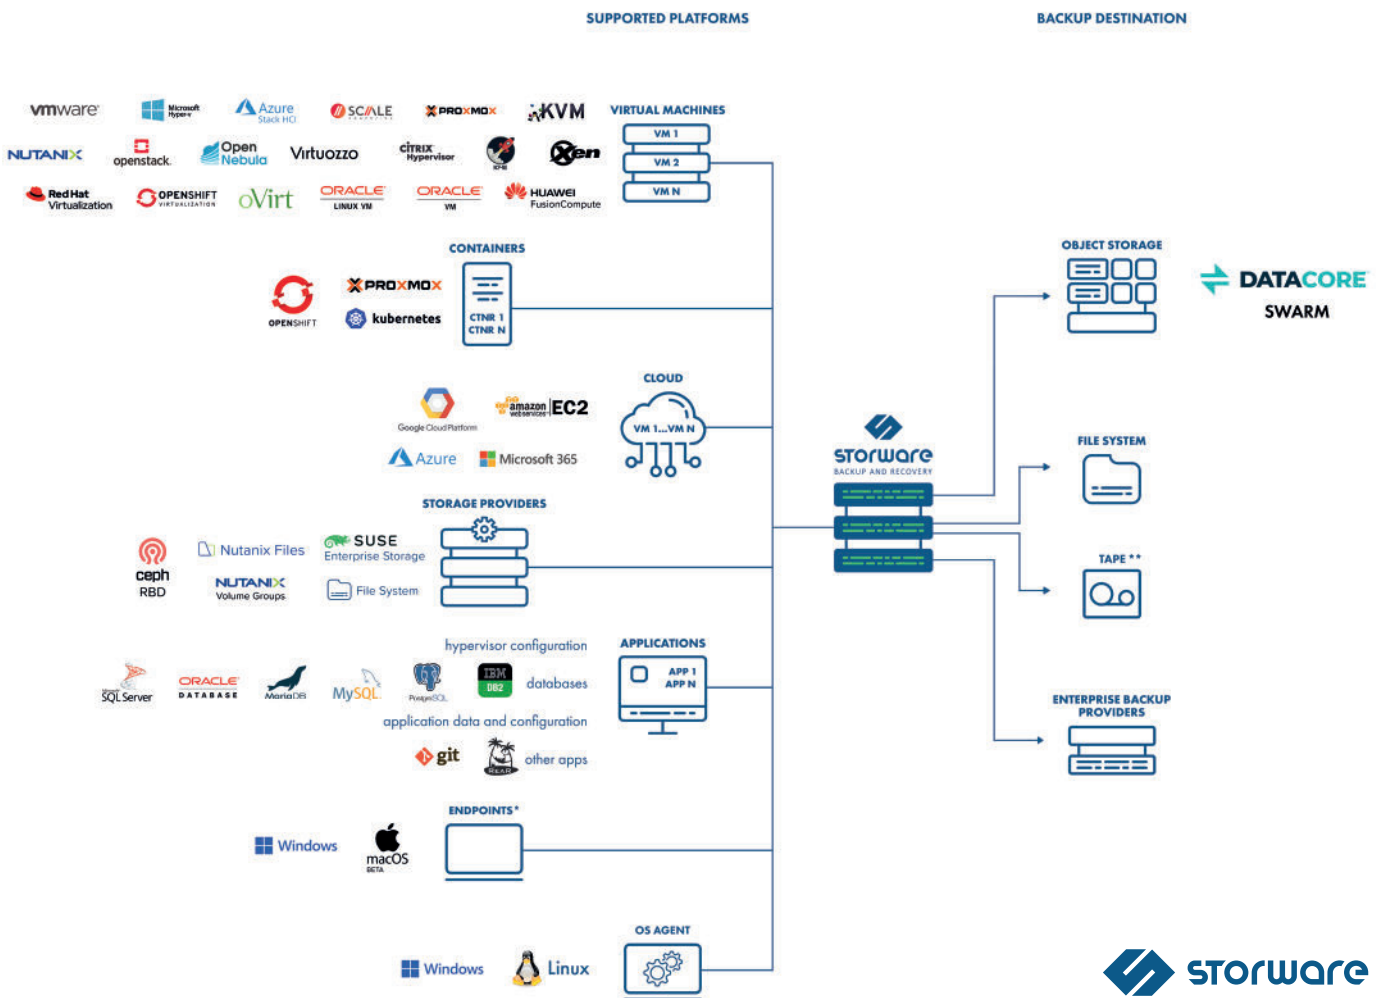 SUPPORTED PLATFORMS
BACKUP DESTINATION
vmware
Microsoft
Hyper-v
Azure
Stack HCI
SCALE
COMPUTING
PROXMOX
KVM
VIRTUAL MACHINES
VM 1
VM 2
VM N
NUTANIX
openstack.
Open
Nebula
Virtuozzo
CITRIX
Hypervisor
XCP-ng
Xen
Red Hat
Virtualization
OPENSHIFT
VIRTUALIZATION
oVirt
ORACLE
LINUX VM
ORACLE
VM
HUAWEI
FusionCompute
CONTAINERS
OPENSHIFT
PROXMOX
kubernetes
CTNR 1
CTNR N
OBJECT STORAGE
DATACORE
SWARM
CLOUD
Google Cloud Platform
amazon
webservices
EC2
VM 1...VM N
Azure
Microsoft 365
STORWARE
BACKUP AND RECOVERY
FILE SYSTEM
STORAGE PROVIDERS
ceph
RBD
Nutanix Files
SUSE
Enterprise Storage
NUTANIX
Volume Groups
File System
TAPE **
APPLICATIONS
hypervisor configuration
APP 1
APP N
Microsoft
SQL Server
ORACLE
DATABASE
MariaDB
MySQL
PostgreSQL
IBM
DB2
databases
application data and configuration
git
ReaR
other apps
ENTERPRISE BACKUP
PROVIDERS
ENDPOINTS*
Windows
macOS
BETA
OS AGENT
Windows
Linux
STORWARE